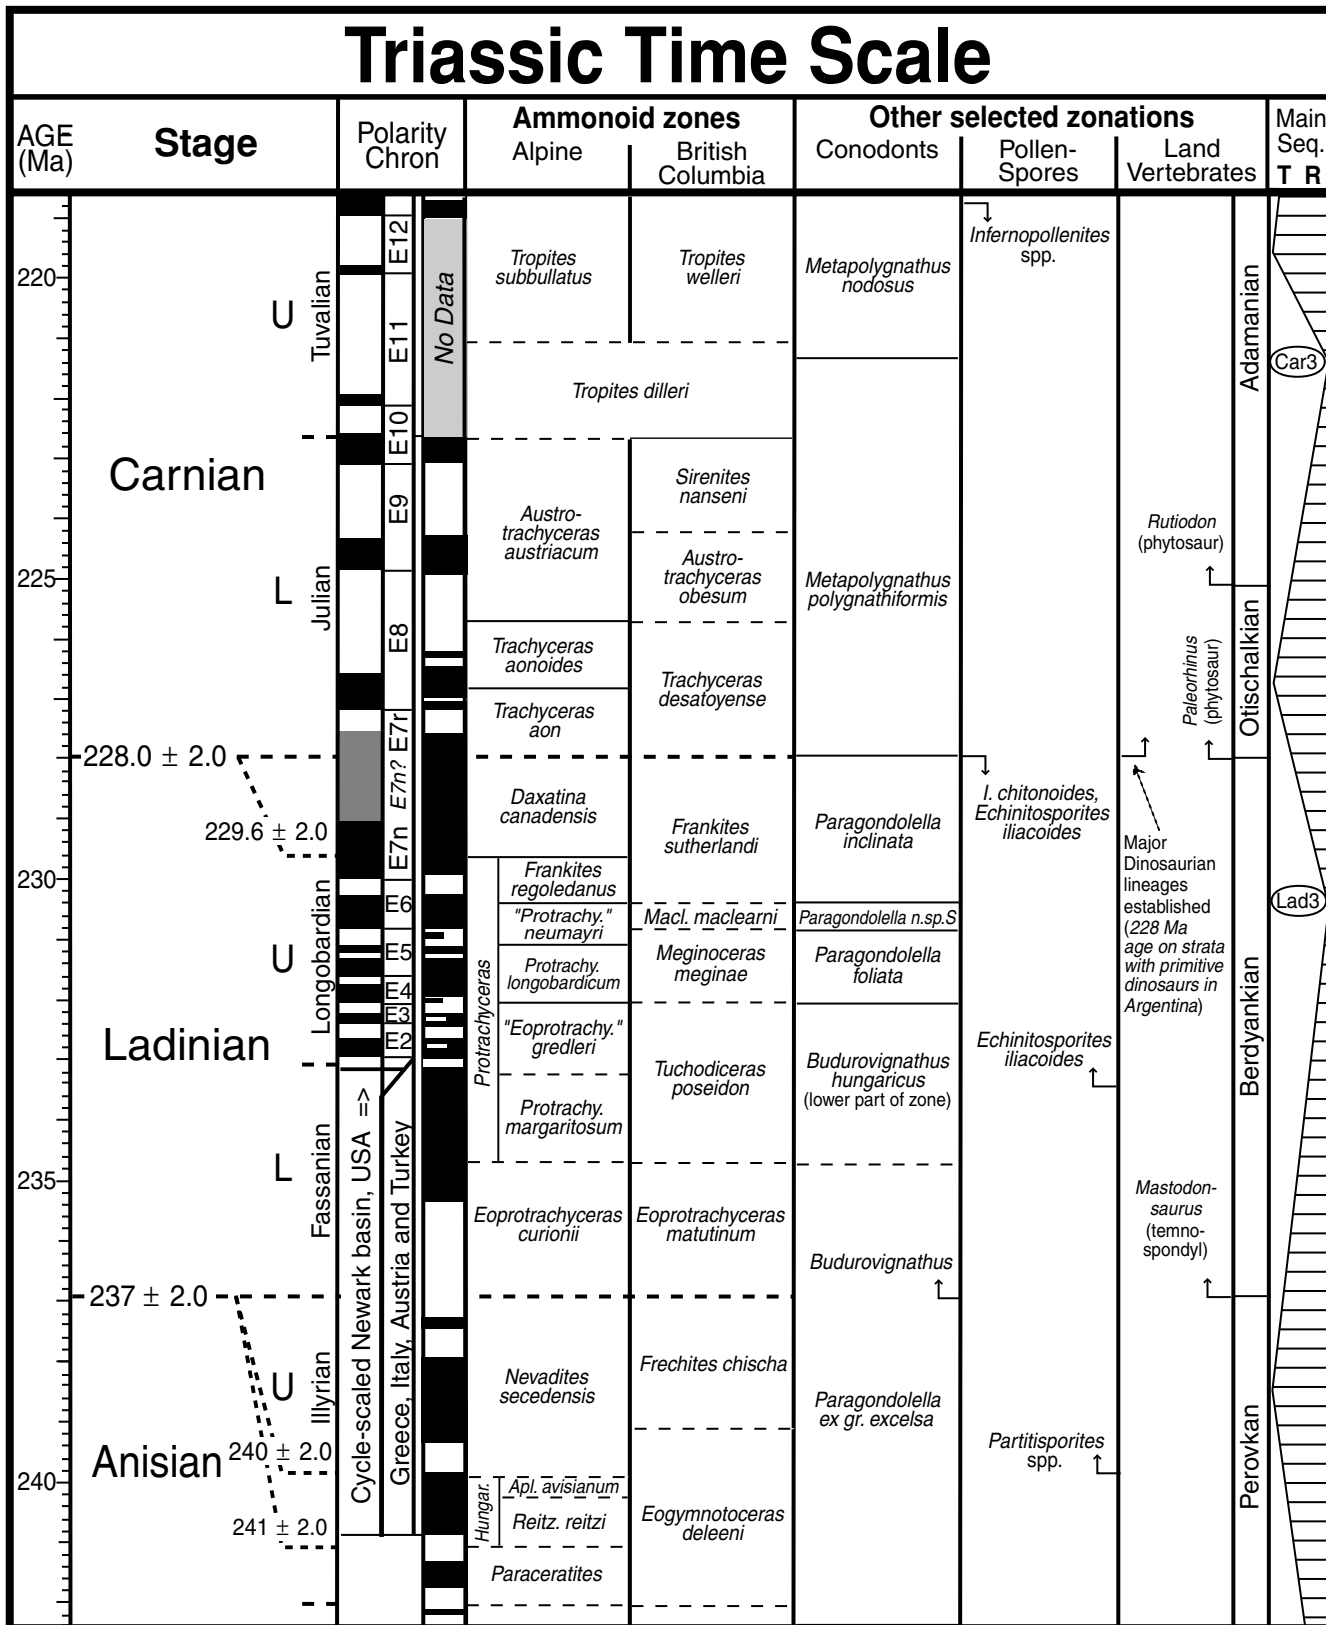 Triassic Time Scale
AGE
(Ma)
Stage
Polarity
Chron
Ammonoid zones
Alpine
British
Columbia
Other selected zonations
Conodonts
Pollen-
Spores
Land
Vertebrates
Main
Seq.
T R
220
225
230
235
240
Carnian
U
Tuvalian
L
Julian
228.0 ± 2.0
229.6 ± 2.0
Ladinian
U
Longobardian
L
Fassanian
237 ± 2.0
Anisian
U
Illyrian
240 ± 2.0
241 ± 2.0
E12
E11
E10
E9
E8
E7r
E7n?
E7n
E6
E5
E4
E3
E2
Cycle-scaled Newark basin, USA =>
Greece, Italy, Austria and Turkey
No Data
Tropites
subbullatus
Tropites
welleri
Tropites dilleri
Austro-
trachyceras
austriacum
Trachyceras
aonoides
Trachyceras
aon
Daxatina
canadensis
Protrachyceras
Frankites
regoledanus
"Protrachy."
neumayri
Protrachy.
longobardicum
"Eoprotrachy."
gredleri
Protrachy.
margaritosum
Eoprotrachyceras
curionii
Nevadites
secedensis
Hungar.
Apl. avisianum
Reitz. reitzi
Paraceratites
Sirenites
nanseni
Austro-
trachyceras
obesum
Trachyceras
desatoyense
Frankites
sutherlandi
Macl. maclearni
Meginoceras
meginae
Tuchodiceras
poseidon
Eoprotrachyceras
matutinum
Frechites chischa
Eogymnotoceras
deleeni
Metapolygnathus
nodosus
Metapolygnathus
polygnathiformis
Paragondolella
inclinata
Paragondolella n.sp.S
Paragondolella
foliata
Budurovignathus
hungaricus
(lower part of zone)
Budurovignathus
Paragondolella
ex gr. excelsa
Infernopollenites
spp.
I. chitonoides,
Echinitosporites
iliacoides
Echinitosporites
iliacoides
Partitisporites
spp.
Rutiodon
(phytosaur)
Paleorhinus
(phytosaur)
Major
Dinosaurian
lineages
established
(228 Ma
age on strata
with primitive
dinosaurs in
Argentina)
Mastodon-
saurus
(temno-
spondyl)
Adamanian
Otischalkian
Berdyankian
Perovkan
Car3
Lad3